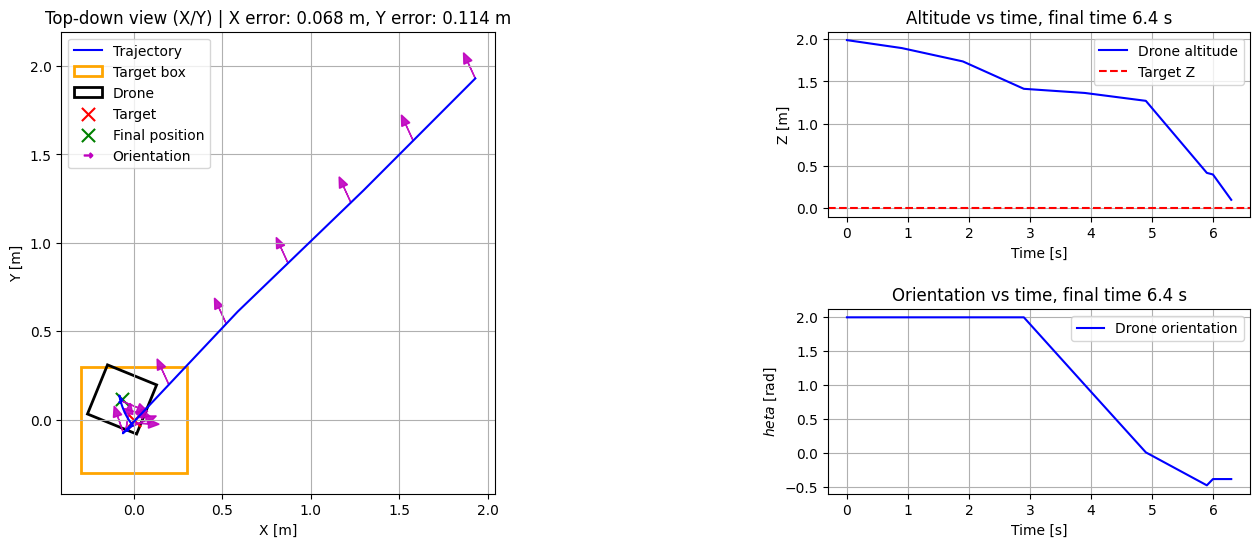 Top-down view (X/Y) | X error: 0.068 m, Y error: 0.114 m
Trajectory
Target box
Drone
Target
Final position
Orientation
Y [m]
2.0
1.5
1.0
0.5
0.0
0.0 0.5 1.0 1.5 2.0
X [m]
Altitude vs time, final time 6.4 s
Drone altitude
Target Z
Z [m]
2.0
1.5
1.0
0.5
0.0
0 1 2 3 4 5 6
Time [s]
Orientation vs time, final time 6.4 s
Drone orientation
heta [rad]
2.0
1.5
1.0
0.5
0.0
−0.5
0 1 2 3 4 5 6
Time [s]